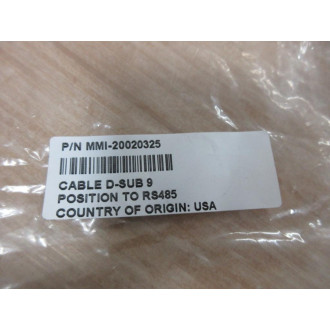 P/N MMI-20020325
CABLE D-SUB 9
POSITION TO RS485
COUNTRY OF ORIGIN: USA